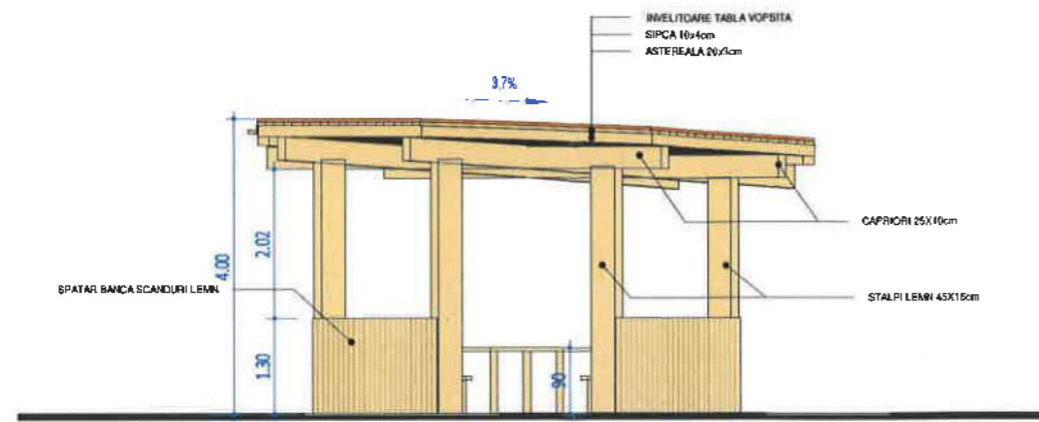 INVELITOARE TABLA VOPSITA
SIPCA 10x4cm
ASTEREALA 20x3cm
3,7%
CAPRIORI 25X10cm
2.02
4.00
SPATAR BANCA SCANDURI LEMN
STALPI LEMN 45X15cm
1.30
90